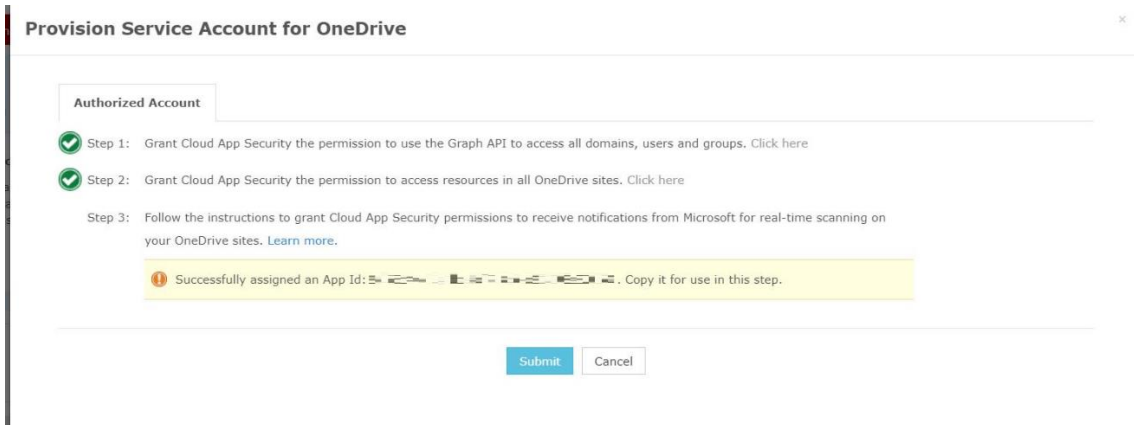 Provision Service Account for OneDrive
×
Authorized Account
Step 1: Grant Cloud App Security the permission to use the Graph API to access all domains, users and groups. Click here
Step 2: Grant Cloud App Security the permission to access resources in all OneDrive sites. Click here
Step 3: Follow the instructions to grant Cloud App Security permissions to receive notifications from Microsoft for real-time scanning on
your OneDrive sites. Learn more.
Successfully assigned an App Id: . Copy it for use in this step.
Submit Cancel